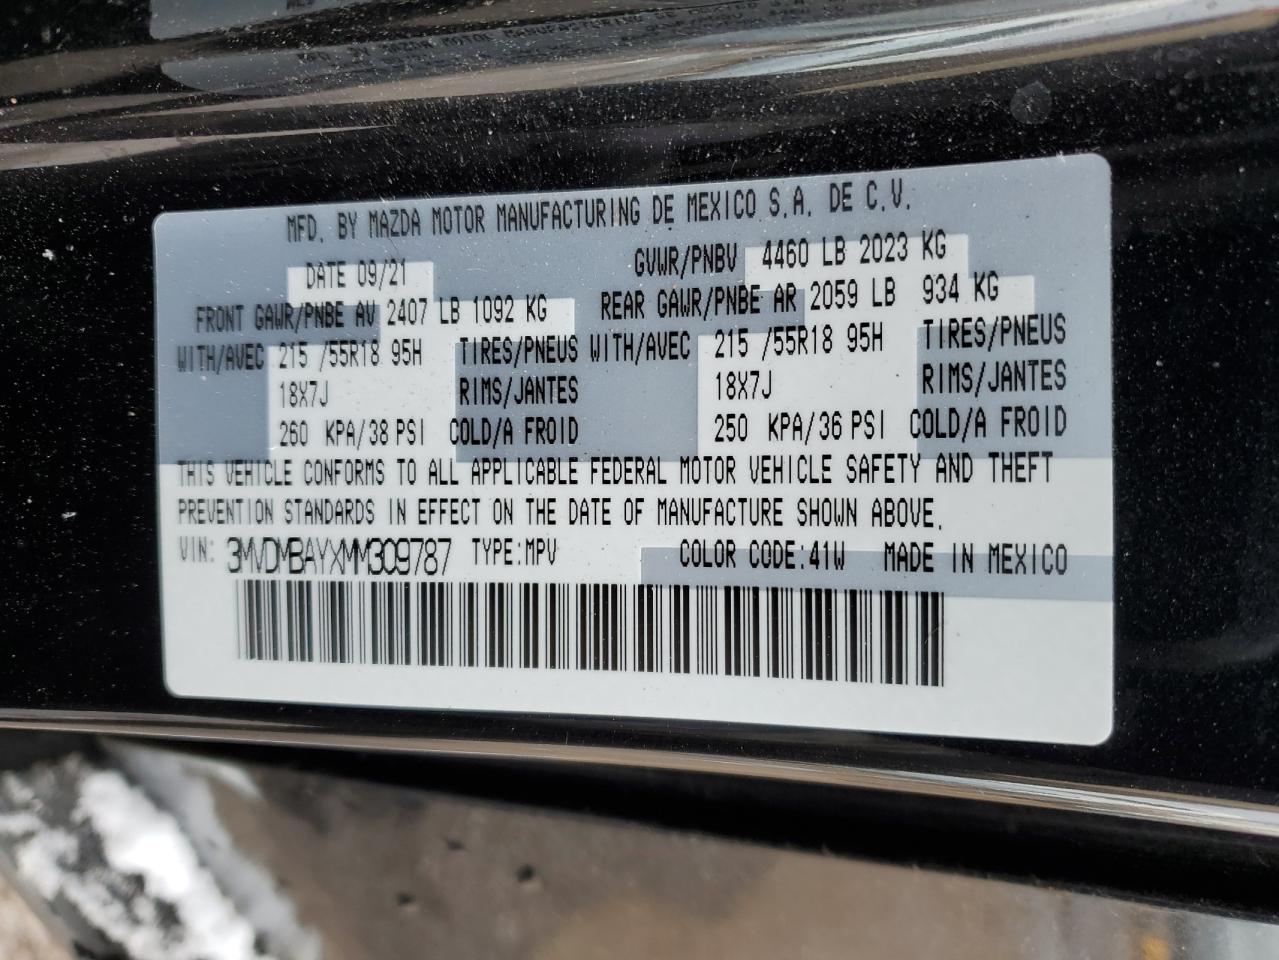 MFD. BY MAZDA MOTOR MANUFACTURING DE MEXICO S.A. DE C.V.
DATE 09/21 GVWR/PNBV 4460 LB 2023 KG
FRONT GAWR/PNBE AV 2407 LB 1092 KG REAR GAWR/PNBE AR 2059 LB 934 KG
WITH/AVEC 215 /55R18 95H TIRES/PNEUS WITH/AVEC 215 /55R18 95H TIRES/PNEUS
18X7J RIMS/JANTES 18X7J RIMS/JANTES
260 KPA/38 PSI COLD/A FROID 250 KPA/36 PSI COLD/A FROID
THIS VEHICLE CONFORMS TO ALL APPLICABLE FEDERAL MOTOR VEHICLE SAFETY AND THEFT
PREVENTION STANDARDS IN EFFECT ON THE DATE OF MANUFACTURE SHOWN ABOVE.
VIN: 3MVDMBAYXMM309787 TYPE:MPV COLOR CODE:41W MADE IN MEXICO